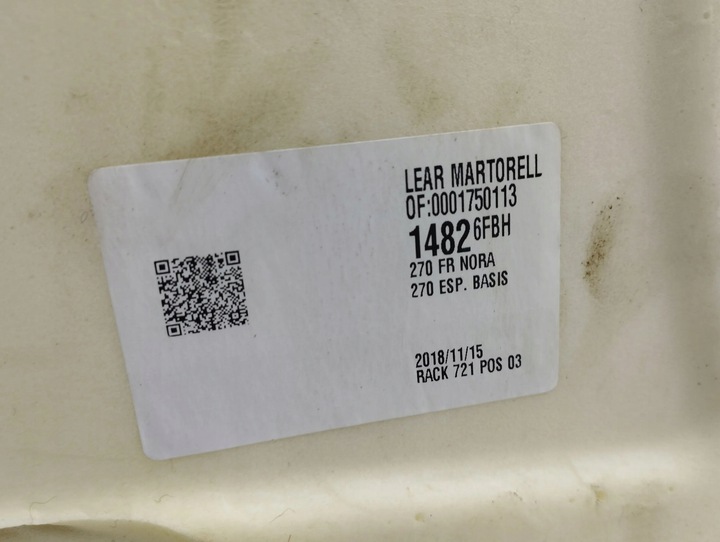 LEAR MARTORELL
OF:0001750113
1482 6FBH
270 FR NORA
270 ESP. BASIS
2018/11/15
RACK 721 POS 03